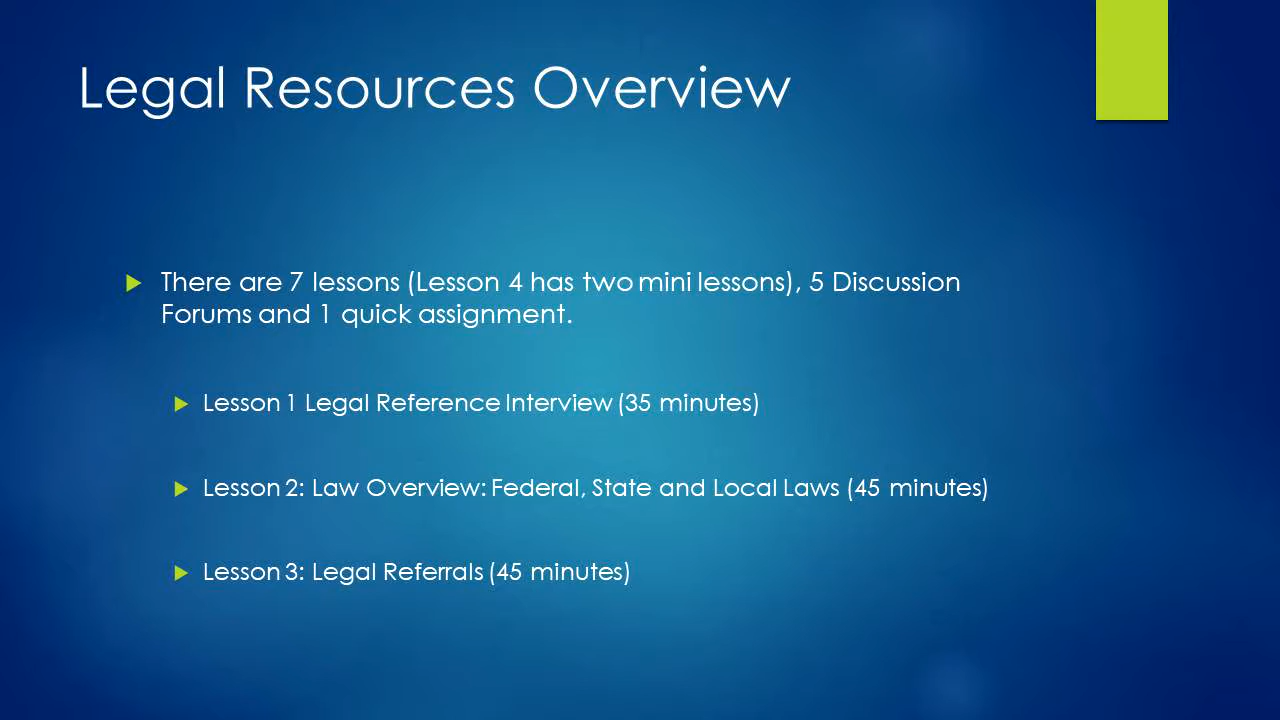 Legal Resources Overview
There are 7 lessons (Lesson 4 has two mini lessons), 5 Discussion
Forums and 1 quick assignment.
Lesson 1 Legal Reference Interview (35 minutes)
Lesson 2: Law Overview: Federal, State and Local Laws (45 minutes)
Lesson 3: Legal Referrals (45 minutes)